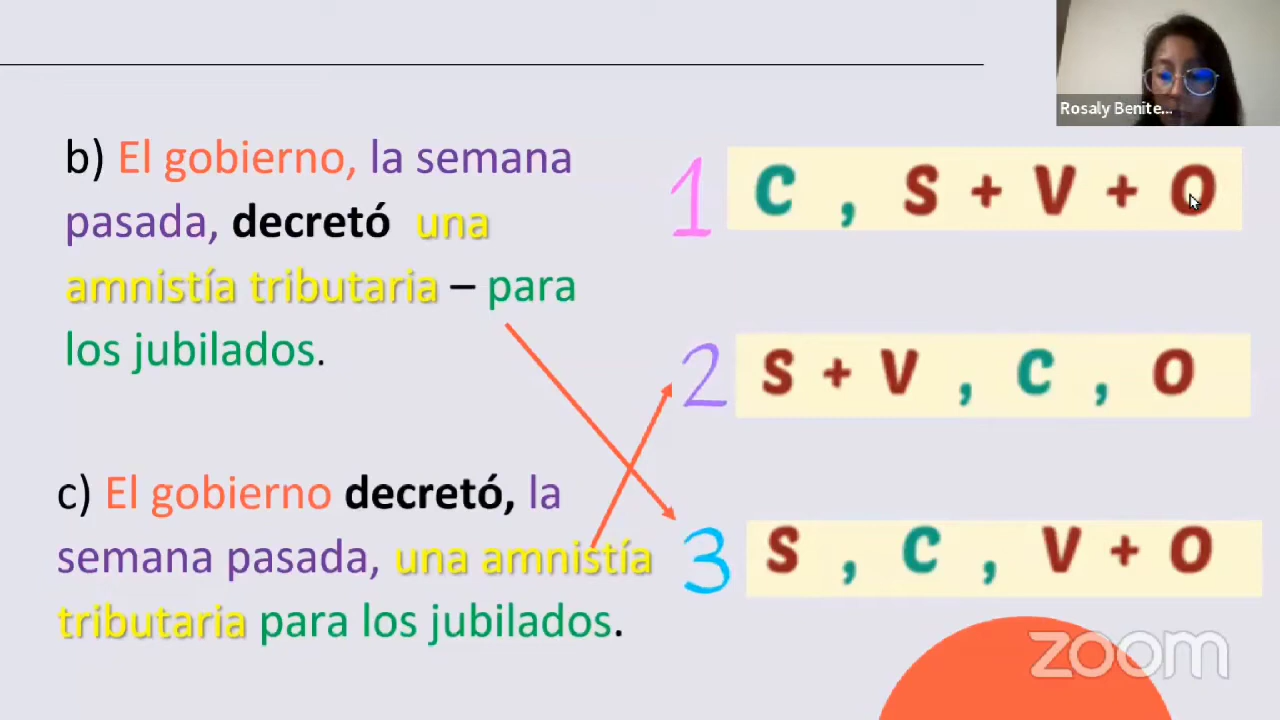 Rosaly Benite...
b) El gobierno, la semana
pasada, decretó una
amnistía tributaria – para
los jubilados.
c) El gobierno decretó, la
semana pasada, una amnistía
tributaria para los jubilados.
1 C , S + V + O
2 S + V , C , O
3 S , C , V + O
zoom